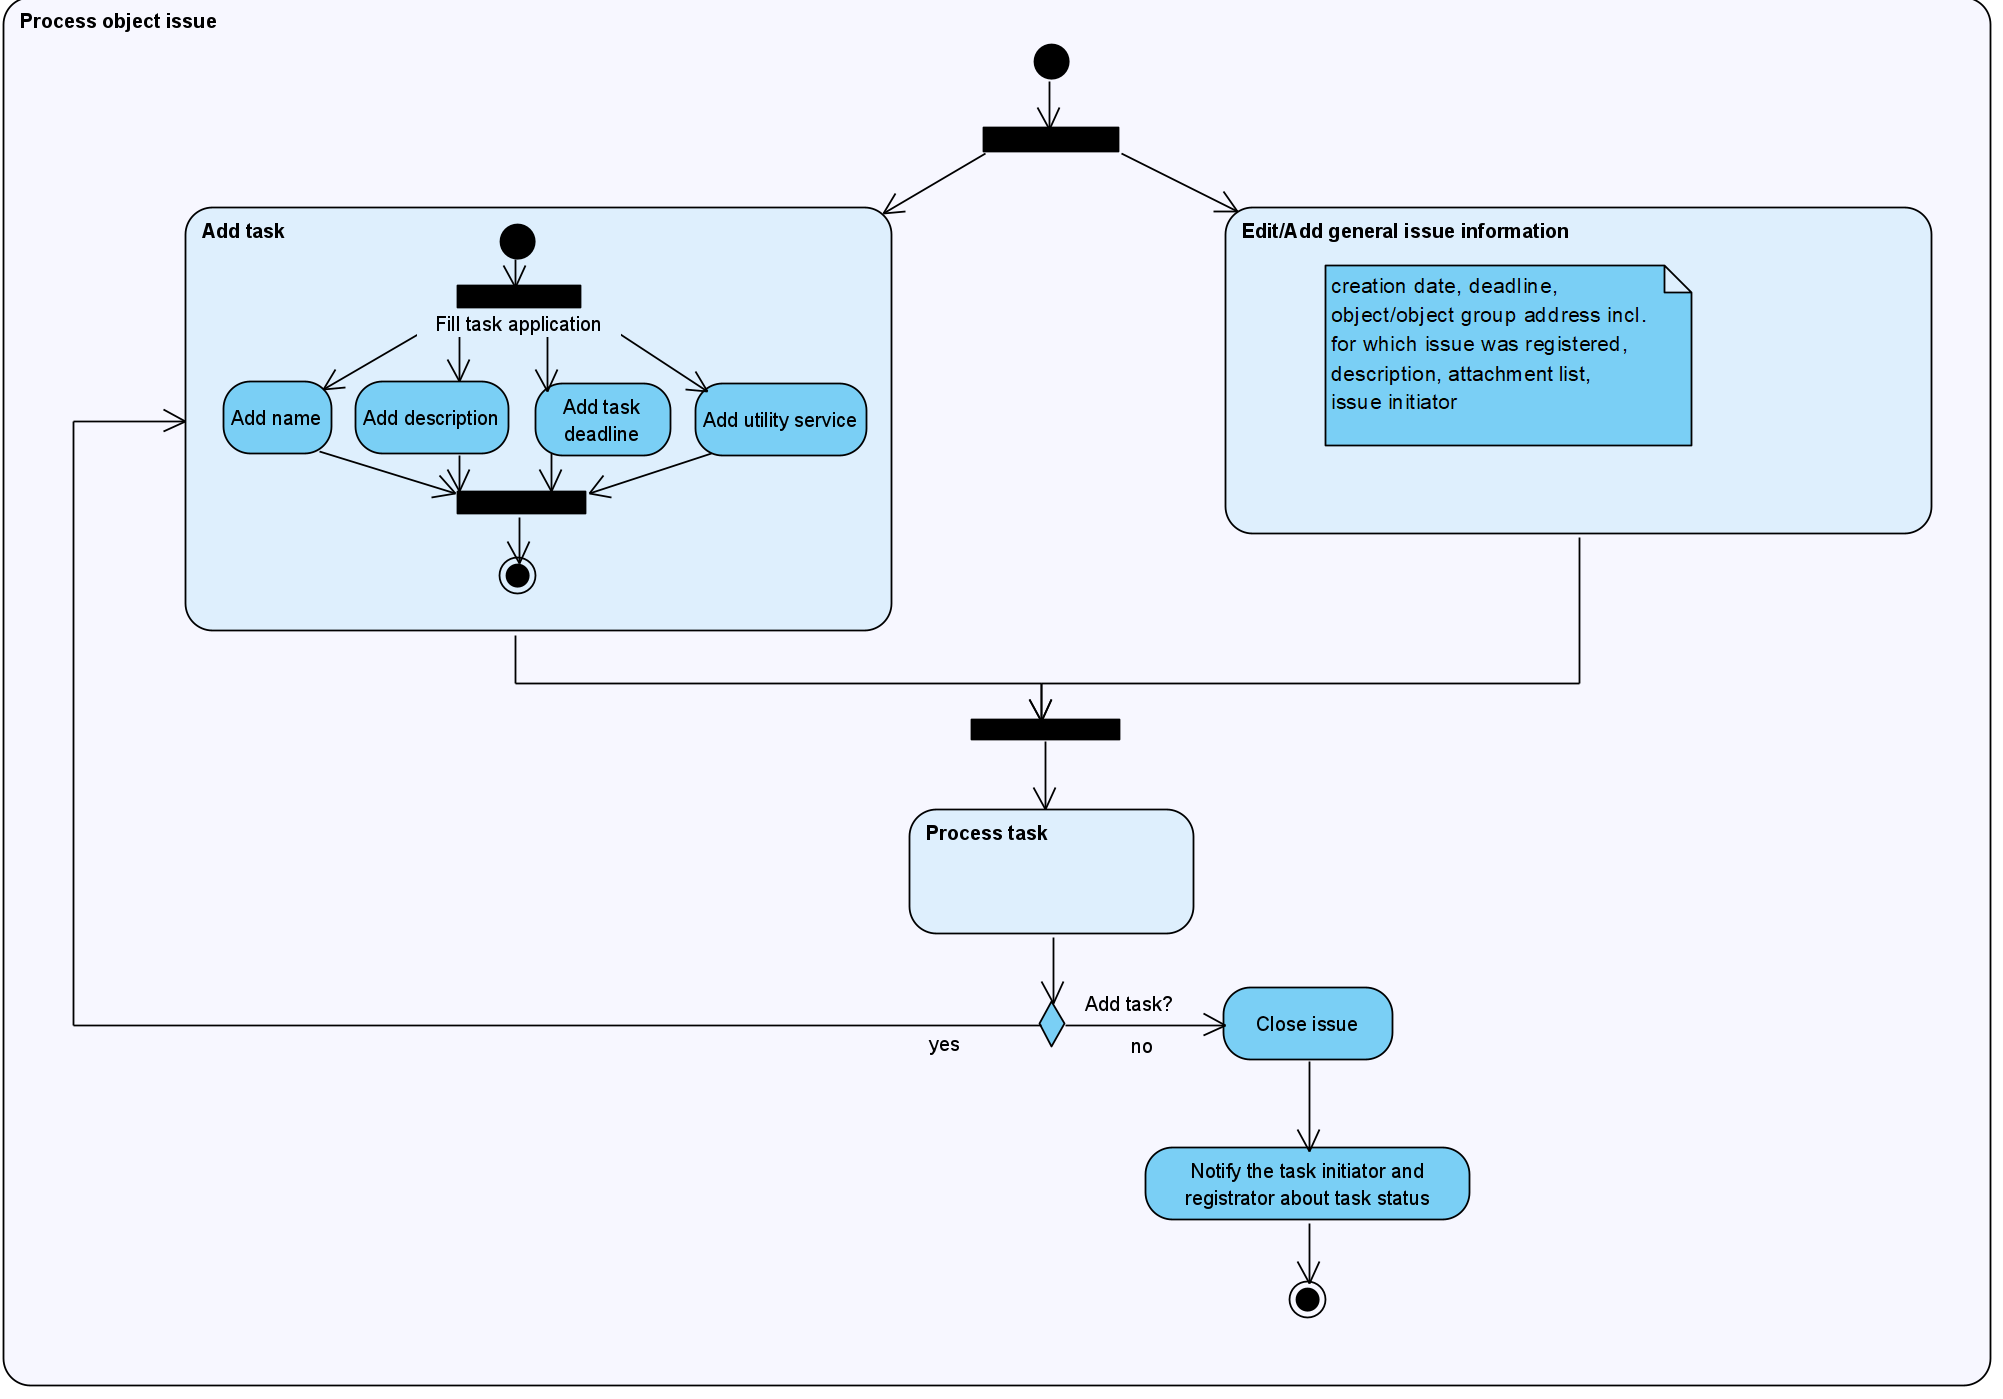 Process object issue
Add task
Edit/Add general issue information
Fill task application
creation date, deadline,
object/object group address incl.
for which issue was registered,
description, attachment list,
issue initiator
Add name
Add description
Add task
deadline
Add utility service
Process task
Add task?
yes
no
Close issue
Notify the task initiator and
registrator about task status